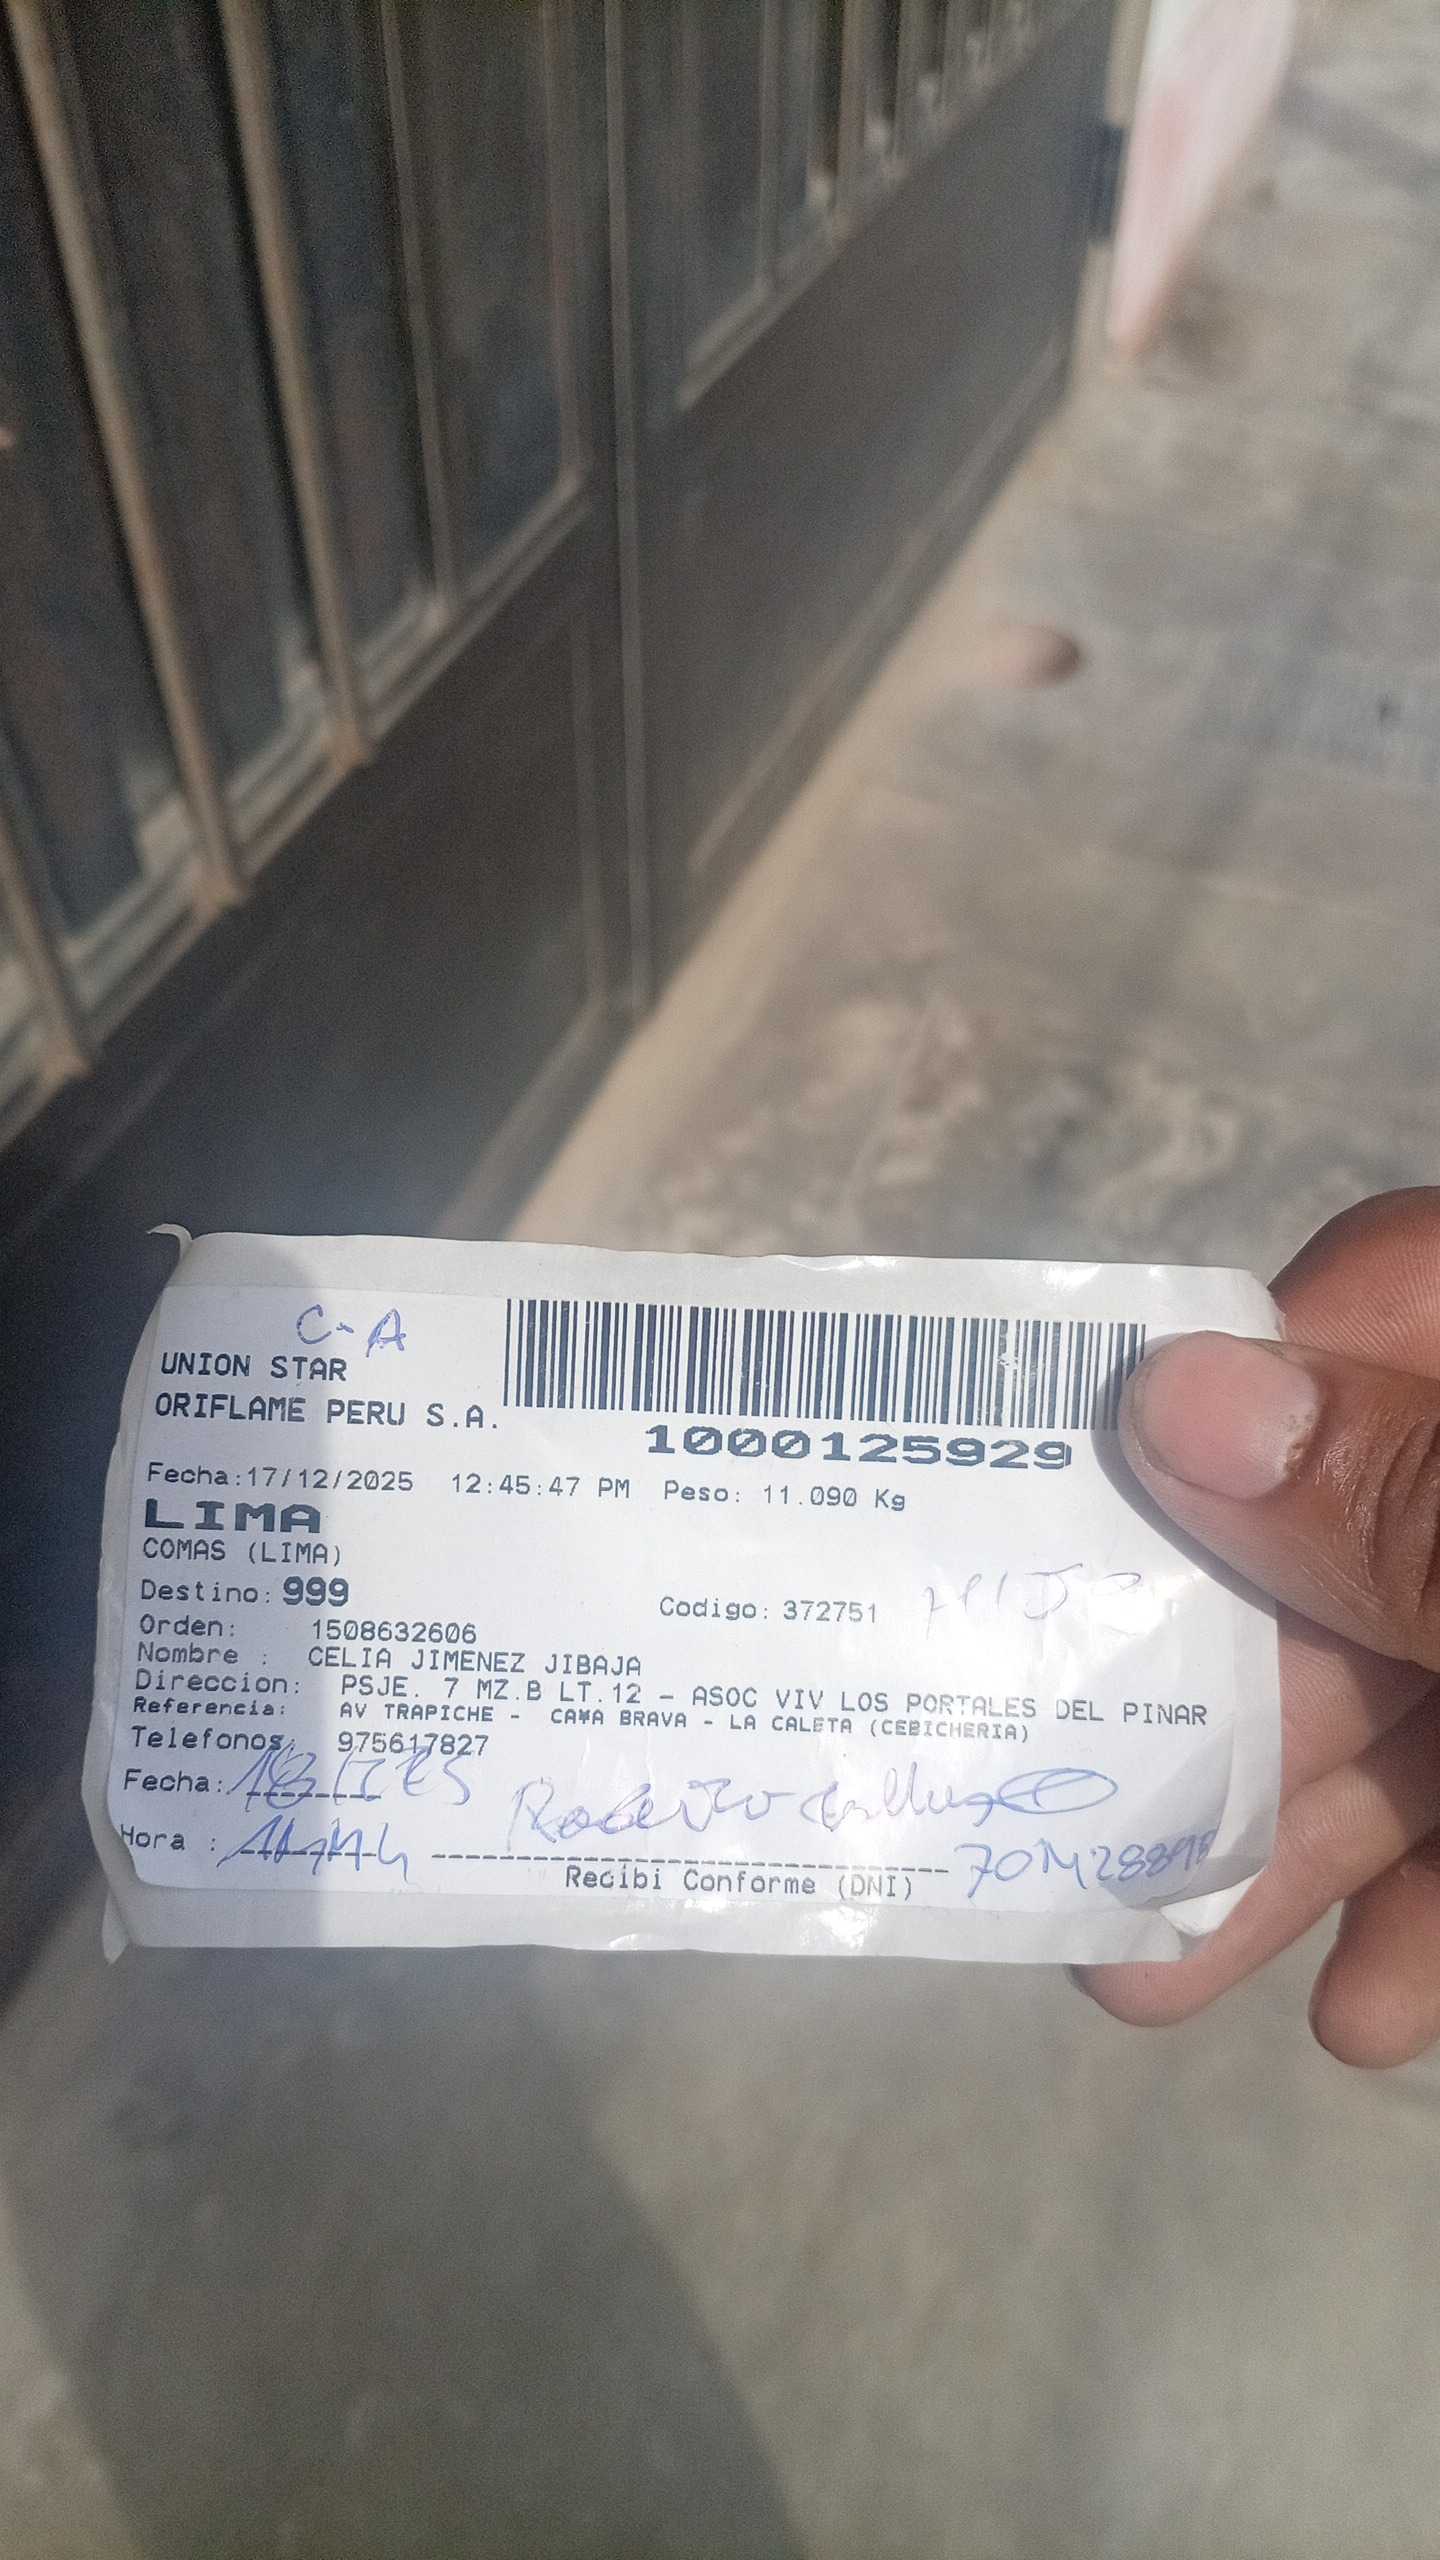 C-A
UNION STAR
ORIFLAME PERU S.A.
1000125929
Fecha:17/12/2025 12:45:47 PM Peso: 11.090 Kg
LIMA
COMAS (LIMA)
Destino: 999 Codigo: 372751
Orden: 1508632606
Nombre : CELIA JIMENEZ JIBAJA
Direccion: PSJE. 7 MZ.B LT.12 - ASOC VIV LOS PORTALES DEL PINAR
Referencia: AV TRAPICHE - CA¥A BRAVA - LA CALETA (CEBICHERIA)
Telefonos: 975617827
Fecha:
Hora :
Recibi Conforme (DNI)